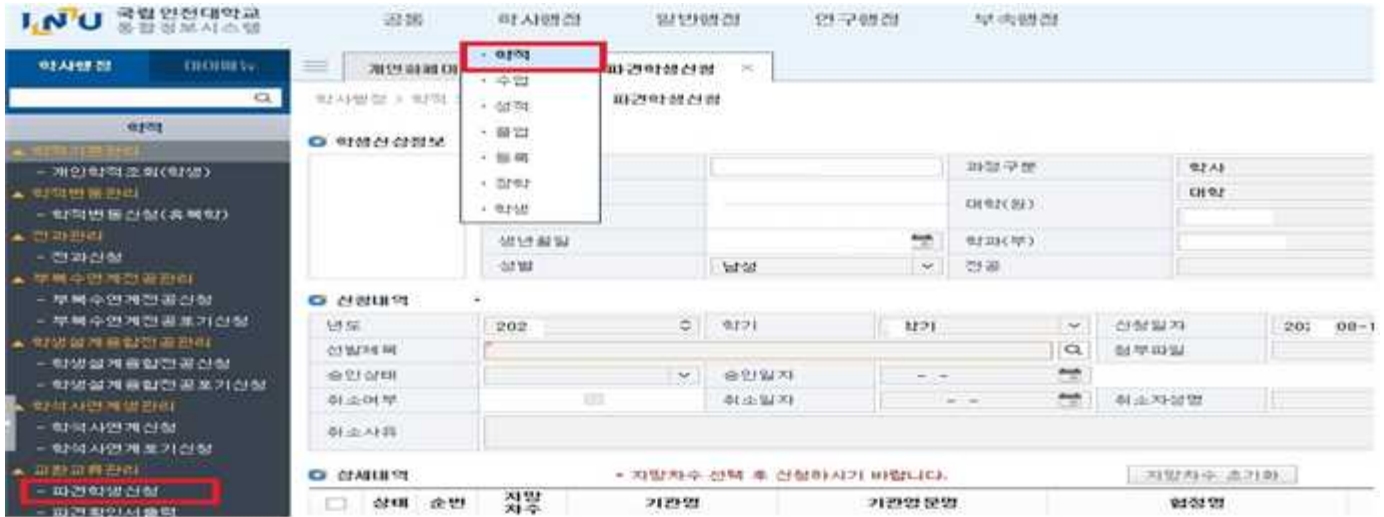 INU 국립 인천대학교
통합정보시스템
공통 학사행정 일반행정 연구행정 부속행정
학사행정 마이메뉴
· 학적
· 수업
· 성적
· 졸업
· 등록
· 장학
· 학생
개인화페이 파견학생신청 ×
학사행정 > 학적 파견학생신청
학적
▲ 학적기본관리
- 개인학적조회(학생)
▲ 학적변동관리
- 학적변동신청(휴복학)
▲ 전과관리
- 전과신청
▲ 부복수연계전공관리
- 부복수연계전공신청
- 부복수연계전공포기신청
▲ 학생설계융합전공관리
- 학생설계융합전공신청
- 학생설계융합전공포기신청
▲ 학석사연계생관리
- 학석사연계신청
- 학석사연계포기신청
▲ 교환교류관리
- 파견학생신청
- 파견확인서출력
학생신상정보
과정구분 학사
대학(원) 대학
생년월일 학과(부)
성별 남성 전공
신청내역
년도 202 학기 학기 신청일자 202 08-1
선발제목 첨부파일
승인상태 승인일자 - -
취소여부 취소일자 - - 취소자성명
취소사유
상세내역 * 지망차수 선택 후 신청하시기 바랍니다. 지망차수 초기화
상태 순번 지망차수 기관명 기관영문명 협정명